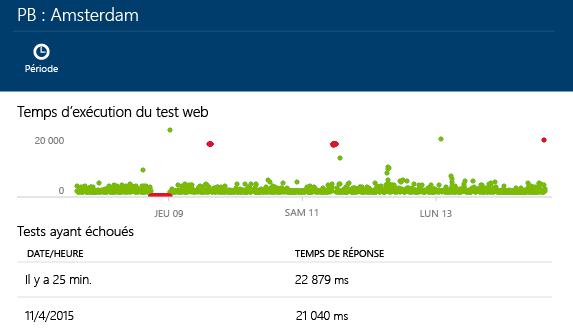 PB : Amsterdam
Période
Temps d'exécution du test web
20 000
0
JEU 09 SAM 11 LUN 13
Tests ayant échoués
DATE/HEURE TEMPS DE RÉPONSE
Il y a 25 min. 22 879 ms
11/4/2015 21 040 ms